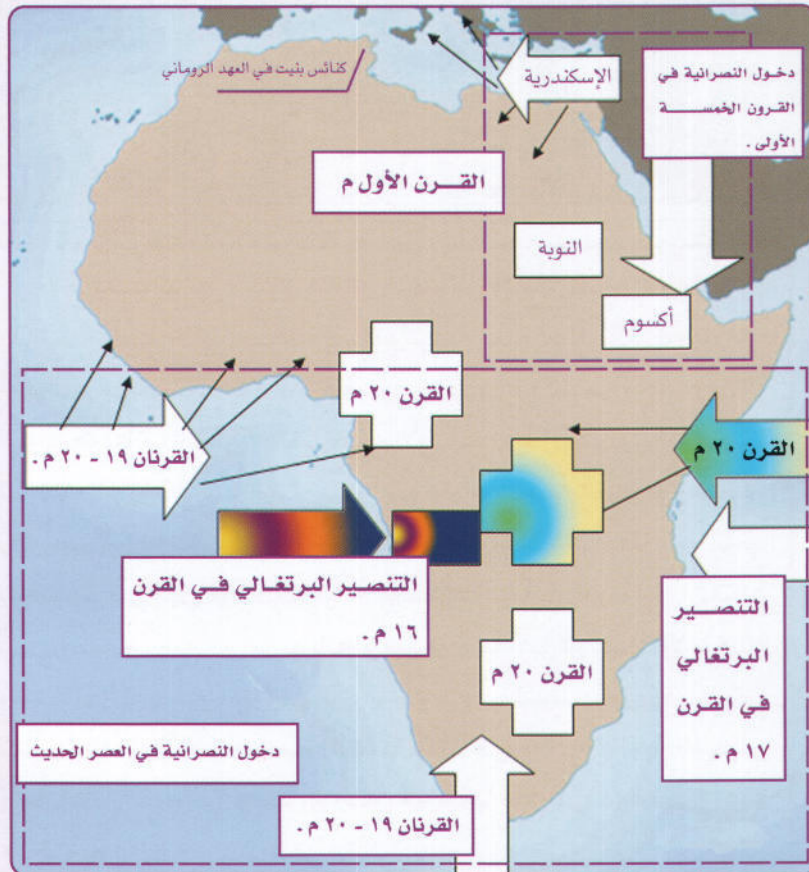 كنائس بنيت في العهد الروماني
الإسكندرية
دخول النصرانية في
القرون الخمسة
الأولى .
القرن الأول م
النوبة
أكسوم
القرن ٢٠ م
القرنان ١٩ - ٢٠ م .
القرن ٢٠ م
التنصير البرتغالي في القرن
١٦ م .
التنصير
البرتغالي
في القرن
١٧ م .
القرن ٢٠ م
دخول النصرانية في العصر الحديث
القرنان ١٩ - ٢٠ م .